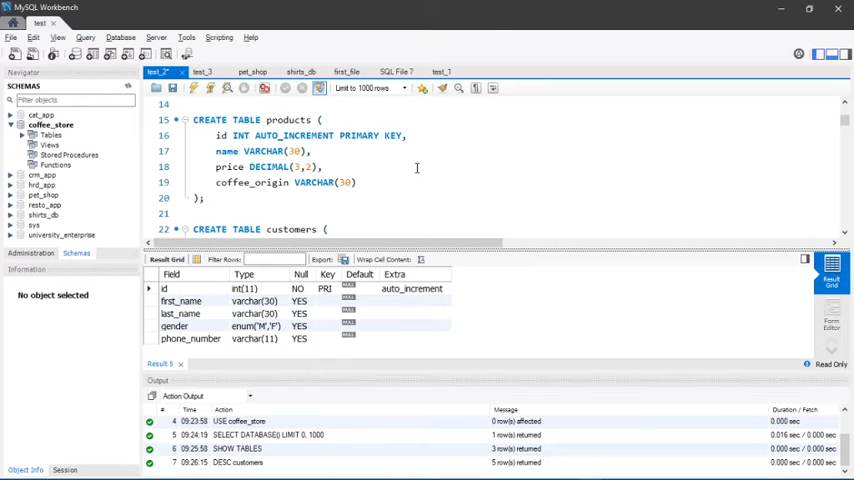 MySQL Workbench
test
File Edit View Query Database Server Tools Scripting Help
Navigator
SCHEMAS
Filter objects
cat_app
coffee_store
Tables
Views
Stored Procedures
Functions
crm_app
hrd_app
pet_shop
resto_app
shirts_db
sys
university_enterprise
Administration Schemas
Information
No object selected
Object Info Session
test_2* test_3 pet_shop shirts_db first_file SQL File 7 test_1
Limit to 1000 rows
14
15 CREATE TABLE products (
16 id INT AUTO_INCREMENT PRIMARY KEY,
17 name VARCHAR(30),
18 price DECIMAL(3,2),
19 coffee_origin VARCHAR(30)
20 );
21
22 CREATE TABLE customers (
Result Grid Filter Rows: Export: Wrap Cell Content:
Field Type Null Key Default Extra
id int(11) NO PRI NULL auto_increment
first_name varchar(30) YES NULL
last_name varchar(30) YES NULL
gender enum('M','F') YES NULL
phone_number varchar(11) YES NULL
Result Grid
Form Editor
Result 5
Read Only
Output
Action Output
# Time Action Message Duration / Fetch
4 09:23:58 USE coffee_store 0 row(s) affected 0.000 sec
5 09:24:19 SELECT DATABASE() LIMIT 0, 1000 1 row(s) returned 0.016 sec / 0.000 sec
6 09:25:58 SHOW TABLES 3 row(s) returned 0.000 sec / 0.000 sec
7 09:26:15 DESC customers 5 row(s) returned 0.000 sec / 0.000 sec